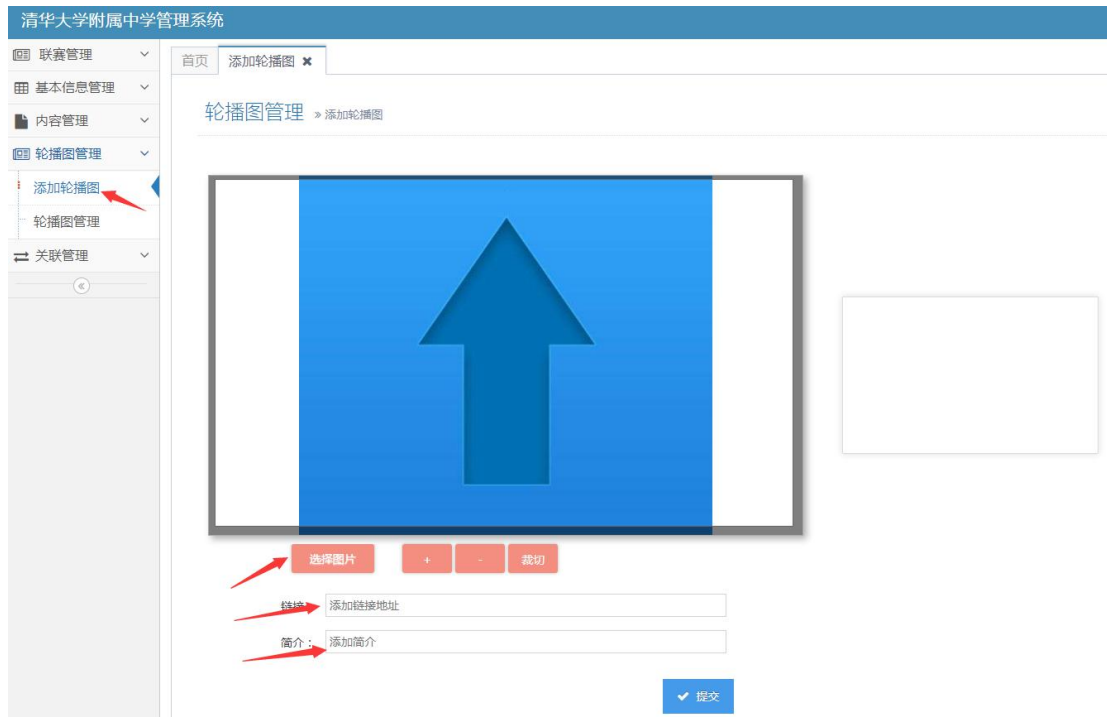 清华大学附属中学管理系统
联赛管理
基本信息管理
内容管理
轮播图管理
添加轮播图
轮播图管理
关联管理
首页 添加轮播图
轮播图管理 » 添加轮播图
选择图片 + - 裁切
链接 添加链接地址
简介： 添加简介
提交